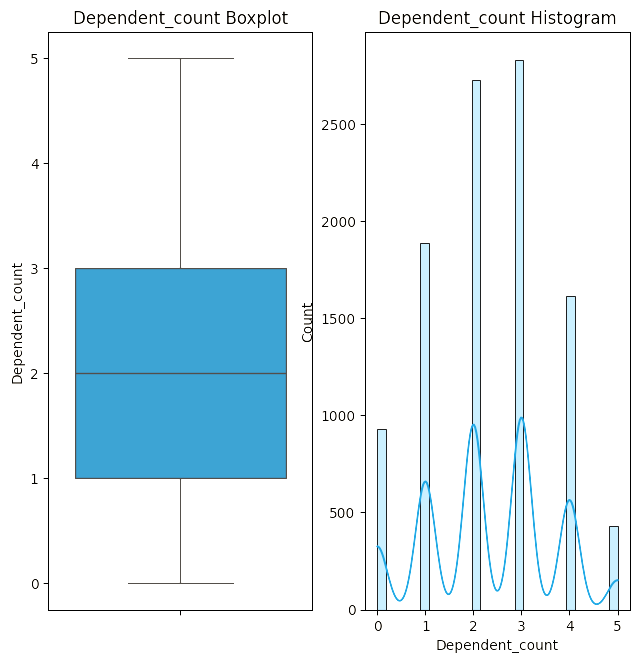 Dependent_count Boxplot
Dependent_count
5
4
3
2
1
0
Dependent_count Histogram
Count
2500
2000
1500
1000
500
0
0 1 2 3 4 5
Dependent_count